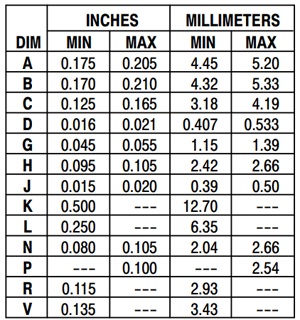 INCHES MILLIMETERS
DIM MIN MAX MIN MAX
A 0.175 0.205 4.45 5.20
B 0.170 0.210 4.32 5.33
C 0.125 0.165 3.18 4.19
D 0.016 0.021 0.407 0.533
G 0.045 0.055 1.15 1.39
H 0.095 0.105 2.42 2.66
J 0.015 0.020 0.39 0.50
K 0.500 --- 12.70 ---
L 0.250 --- 6.35 ---
N 0.080 0.105 2.04 2.66
P --- 0.100 --- 2.54
R 0.115 --- 2.93 ---
V 0.135 --- 3.43 ---